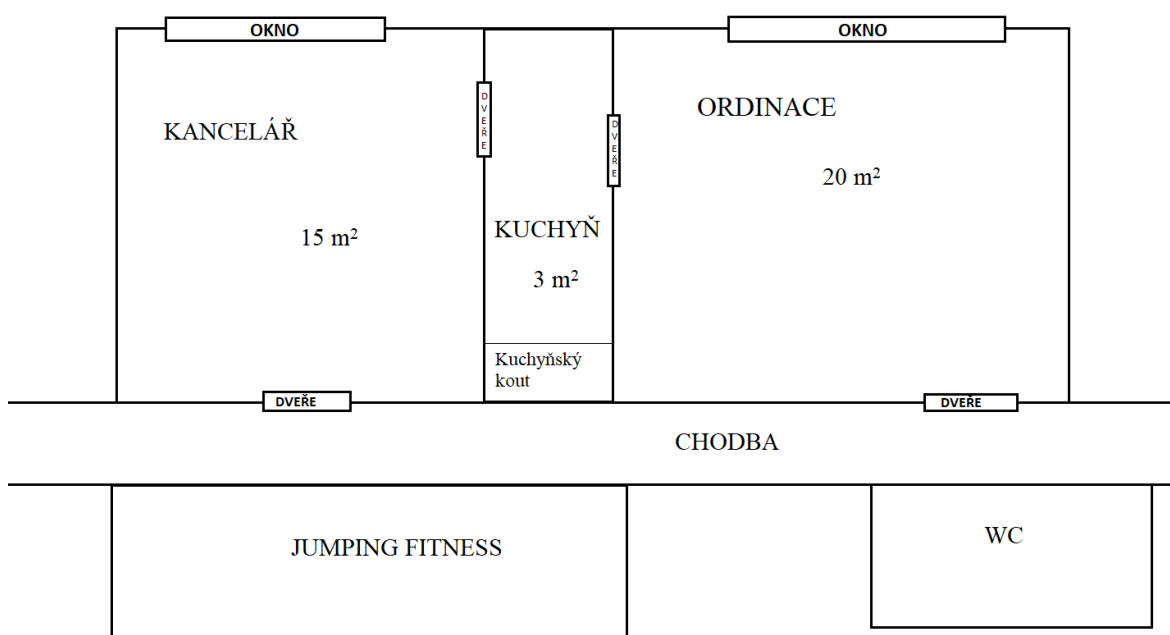 OKNO
OKNO
KANCELÁŘ
15 m²
DVEŘE
KUCHYŇ
3 m²
Kuchyňský
kout
DVEŘE
ORDINACE
20 m²
DVEŘE
DVEŘE
CHODBA
JUMPING FITNESS
WC